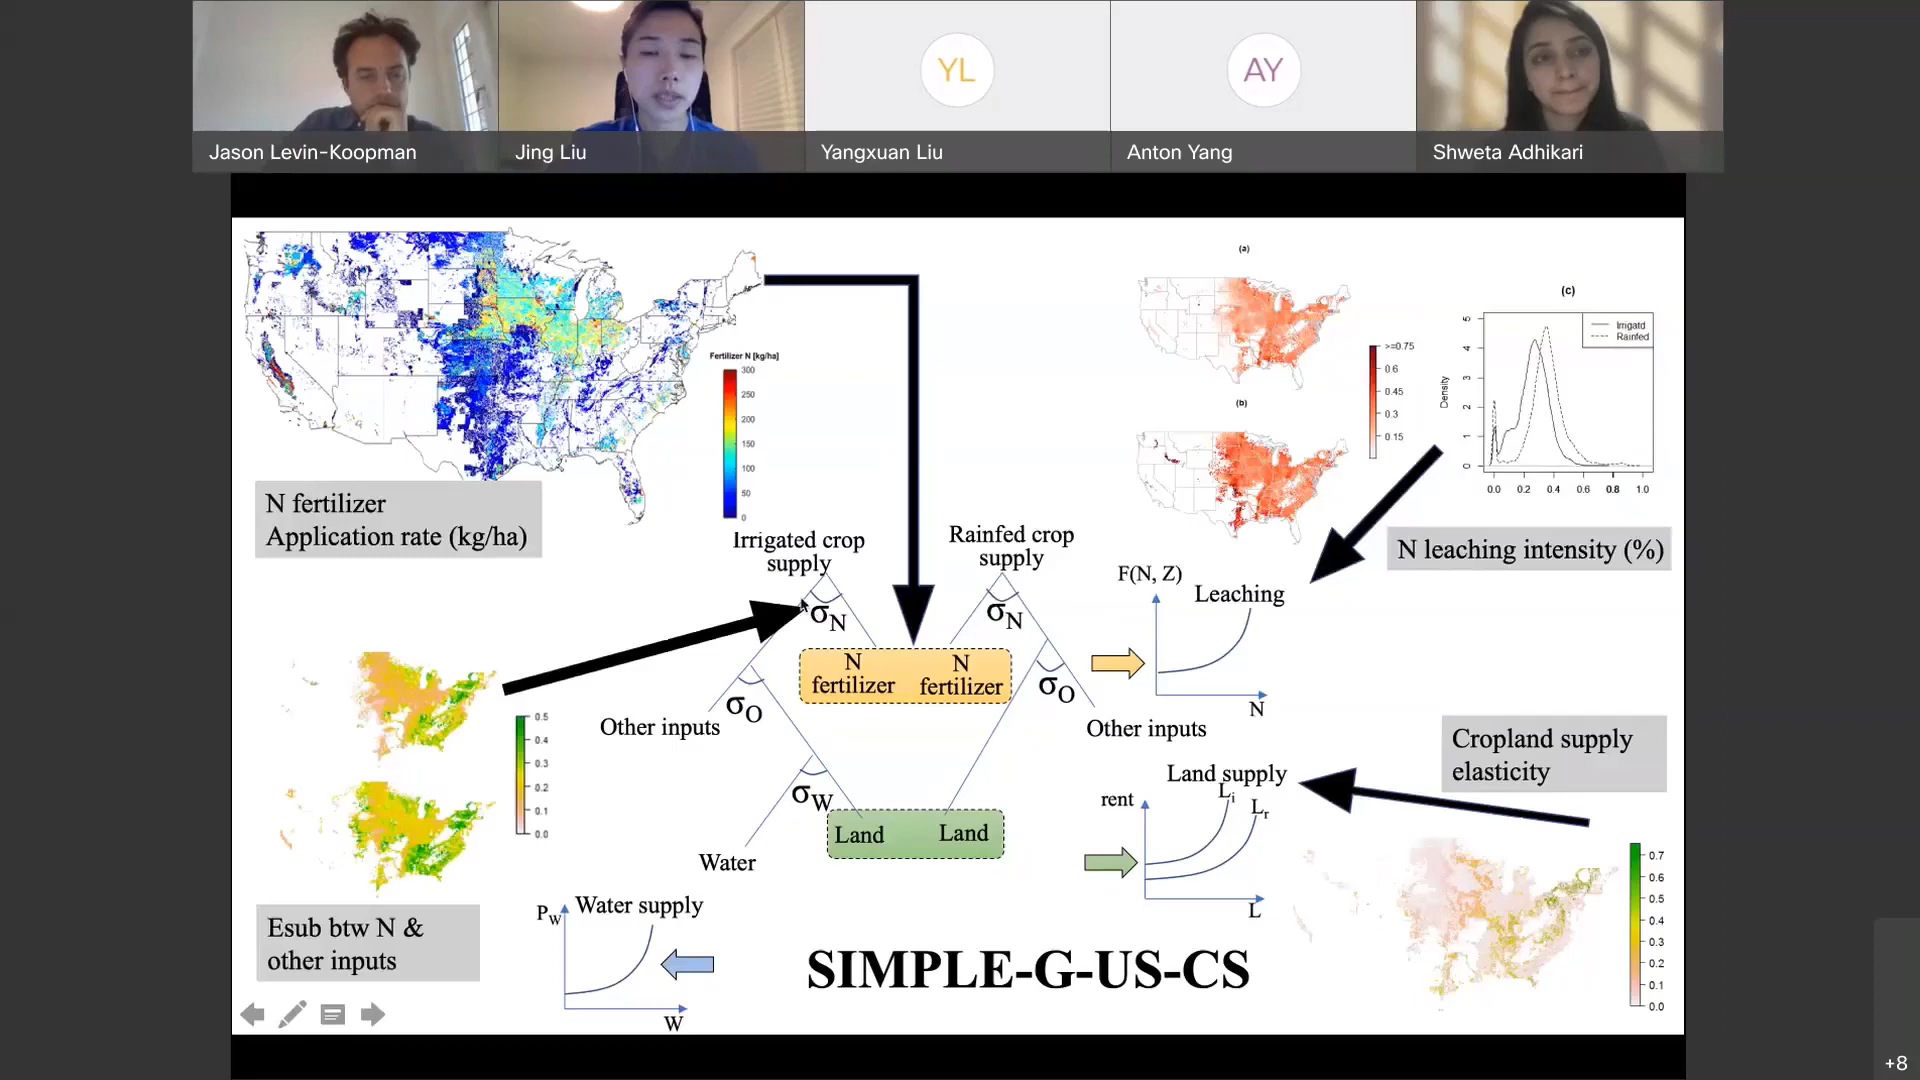 YL
AY
Jason Levin-Koopman
Jing Liu
Yangxuan Liu
Anton Yang
Shweta Adhikari
Fertilizer N [kg/ha]
300
250
200
150
100
50
0
N fertilizer
Application rate (kg/ha)
(a)
(b)
>=0.75
0.6
0.45
0.3
0.15
(c)
Irrigatd
Rainfed
Density
5
4
3
2
1
0
0.0 0.2 0.4 0.6 0.8 1.0
N leaching intensity (%)
Irrigated crop
supply
Rainfed crop
supply
σN
σN
N
fertilizer
N
fertilizer
σO
σO
Other inputs
Other inputs
σW
Water
Land
Land
F(N, Z)
Leaching
N
Land supply
rent
Li
Lr
L
Cropland supply
elasticity
0.7
0.6
0.5
0.4
0.3
0.2
0.1
0.0
0.5
0.4
0.3
0.2
0.1
0.0
Esub btw N &
other inputs
PW
Water supply
W
SIMPLE-G-US-CS
+8